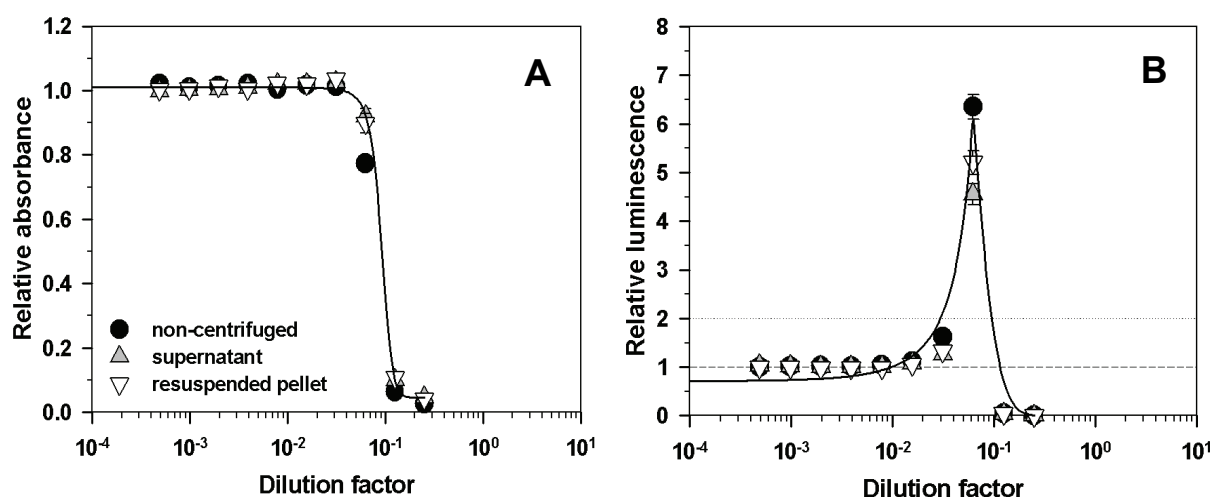 A
Relative absorbance
1.2
1.0
0.8
0.6
0.4
0.2
0.0
non-centrifuged
supernatant
resuspended pellet
10-4 10-3 10-2 10-1 100 101
Dilution factor
B
Relative luminescence
8
7
6
5
4
3
2
1
0
10-4 10-3 10-2 10-1 100 101
Dilution factor